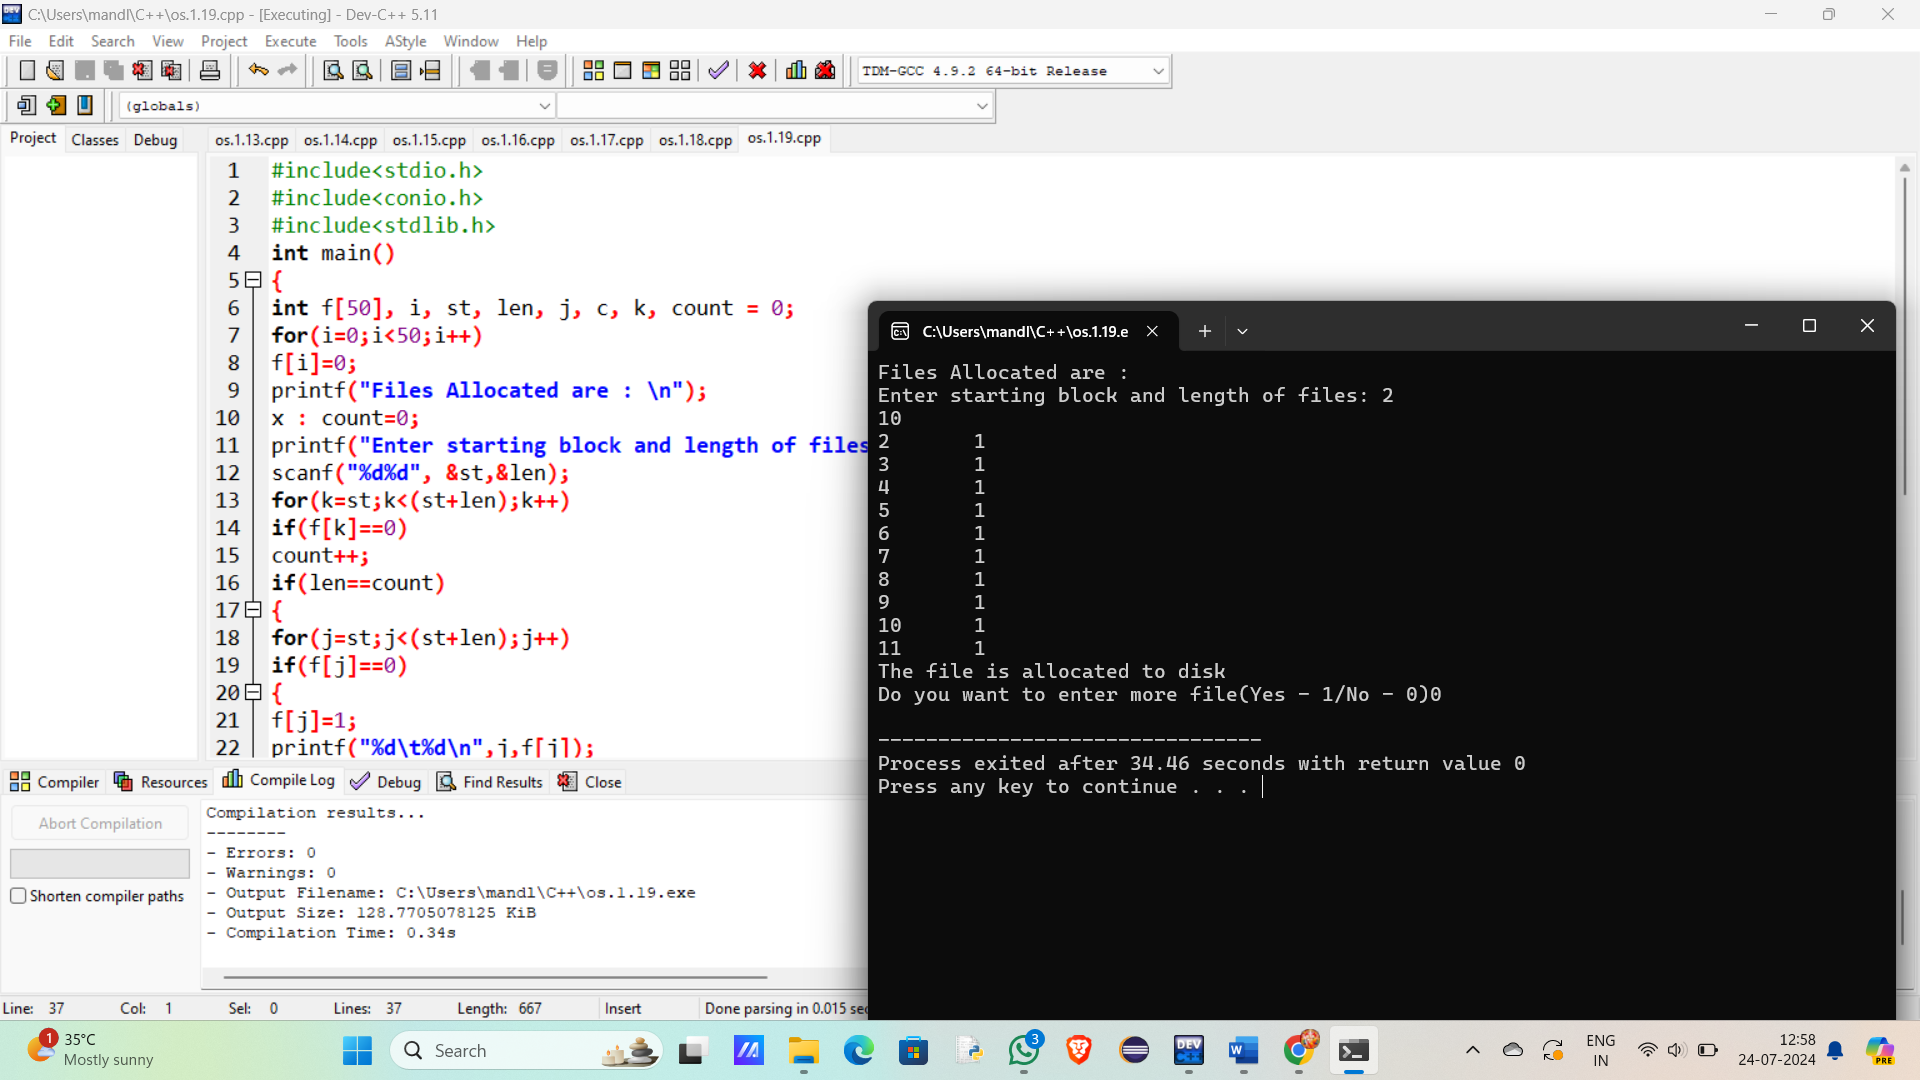 C:\Users\mandl\C++\os.1.19.cpp - [Executing] - Dev-C++ 5.11
File Edit Search View Project Execute Tools AStyle Window Help
TDM-GCC 4.9.2 64-bit Release
(globals)
Project Classes Debug
os.1.13.cpp os.1.14.cpp os.1.15.cpp os.1.16.cpp os.1.17.cpp os.1.18.cpp os.1.19.cpp
1 #include<stdio.h>
2 #include<conio.h>
3 #include<stdlib.h>
4 int main()
5 {
6 int f[50], i, st, len, j, c, k, count = 0;
7 for(i=0;i<50;i++)
8 f[i]=0;
9 printf("Files Allocated are : \n");
10 x : count=0;
11 printf("Enter starting block and length of files
12 scanf("%d%d", &st,&len);
13 for(k=st;k<(st+len);k++)
14 if(f[k]==0)
15 count++;
16 if(len==count)
17 {
18 for(j=st;j<(st+len);j++)
19 if(f[j]==0)
20 {
21 f[j]=1;
22 printf("%d\t%d\n",j,f[j]);
C:\Users\mandl\C++\os.1.19.e
Files Allocated are :
Enter starting block and length of files: 2
10
2 1
3 1
4 1
5 1
6 1
7 1
8 1
9 1
10 1
11 1
The file is allocated to disk
Do you want to enter more file(Yes - 1/No - 0)0
--------------------------------
Process exited after 34.46 seconds with return value 0
Press any key to continue . . .
Compiler Resources Compile Log Debug Find Results Close
Abort Compilation
Shorten compiler paths
Compilation results...
--------
- Errors: 0
- Warnings: 0
- Output Filename: C:\Users\mandl\C++\os.1.19.exe
- Output Size: 128.7705078125 KiB
- Compilation Time: 0.34s
Line: 37 Col: 1 Sel: 0 Lines: 37 Length: 667 Insert Done parsing in 0.015 sec
1
35°C
Mostly sunny
Search
3
DEV
C++
W
ENG
IN
12:58
24-07-2024
PRE